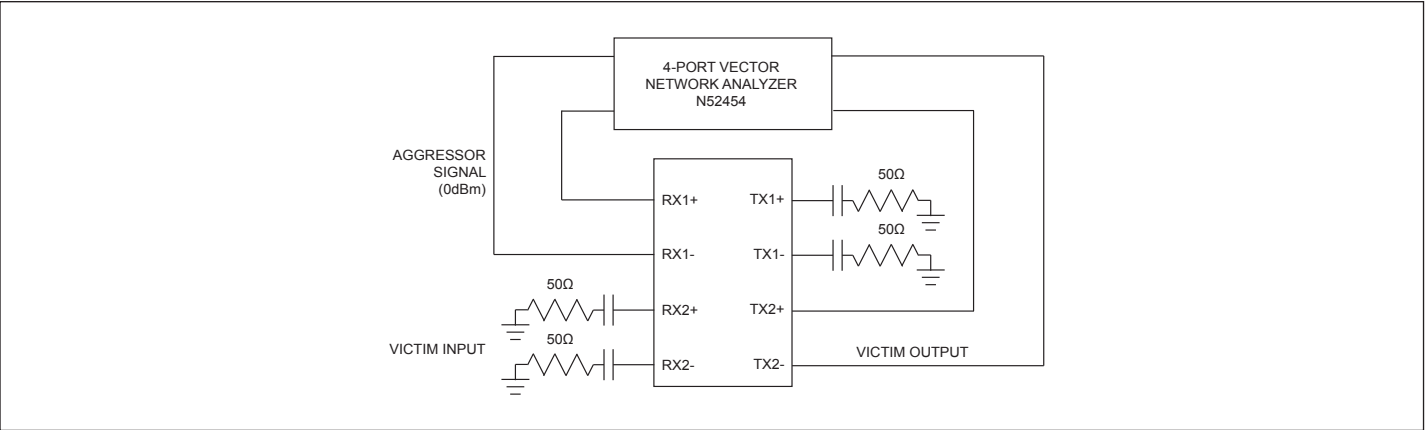 4-PORT VECTOR
NETWORK ANALYZER
N52454
AGGRESSOR
SIGNAL
(0dBm)
RX1+
TX1+
50Ω
RX1-
TX1-
50Ω
50Ω
RX2+
TX2+
VICTIM INPUT
50Ω
RX2-
TX2-
VICTIM OUTPUT